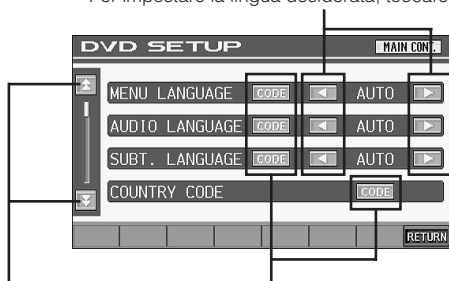 Per impostare la lingua desiderata, toccare
DVD SETUP
MAIN CONT.
MENU LANGUAGE CODE AUTO
AUDIO LANGUAGE CODE AUTO
SUBT. LANGUAGE CODE AUTO
COUNTRY CODE CODE
RETURN